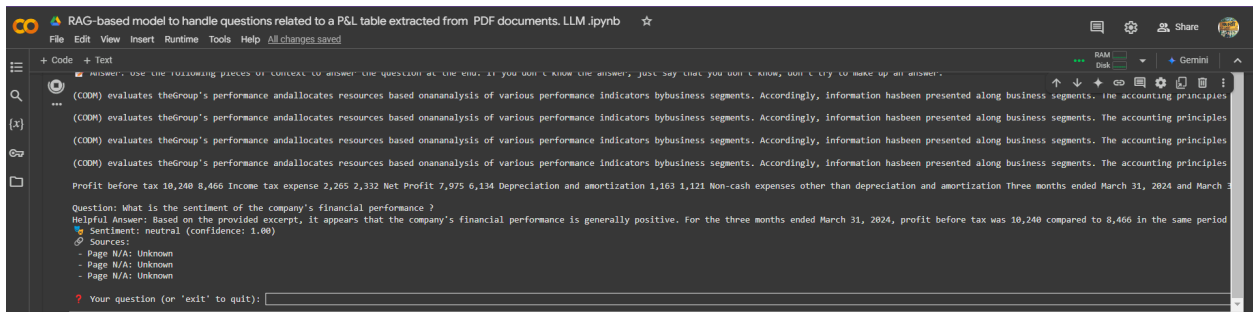 RAG-based model to handle questions related to a P&L table extracted from PDF documents. LLM .ipynb
Share
File Edit View Insert Runtime Tools Help All changes saved
+ Code + Text
RAM
Disk
Gemini
Answer: Use the following pieces of context to answer the question at the end. If you don't know the answer, just say that you don't know, don't try to make up an answer.
(CODM) evaluates theGroup's performance andallocates resources based onananalysis of various performance indicators bybusiness segments. Accordingly, information hasbeen presented along business segments. The accounting principles
(CODM) evaluates theGroup's performance andallocates resources based onananalysis of various performance indicators bybusiness segments. Accordingly, information hasbeen presented along business segments. The accounting principles
(CODM) evaluates theGroup's performance andallocates resources based onananalysis of various performance indicators bybusiness segments. Accordingly, information hasbeen presented along business segments. The accounting principles
(CODM) evaluates theGroup's performance andallocates resources based onananalysis of various performance indicators bybusiness segments. Accordingly, information hasbeen presented along business segments. The accounting principles
Profit before tax 10,240 8,466 Income tax expense 2,265 2,332 Net Profit 7,975 6,134 Depreciation and amortization 1,163 1,121 Non-cash expenses other than depreciation and amortization Three months ended March 31, 2024 and March 3
Question: What is the sentiment of the company's financial performance ?
Helpful Answer: Based on the provided excerpt, it appears that the company's financial performance is generally positive. For the three months ended March 31, 2024, profit before tax was 10,240 compared to 8,466 in the same period
Sentiment: neutral (confidence: 1.00)
Sources:
- Page N/A: Unknown
- Page N/A: Unknown
- Page N/A: Unknown
Your question (or 'exit' to quit):